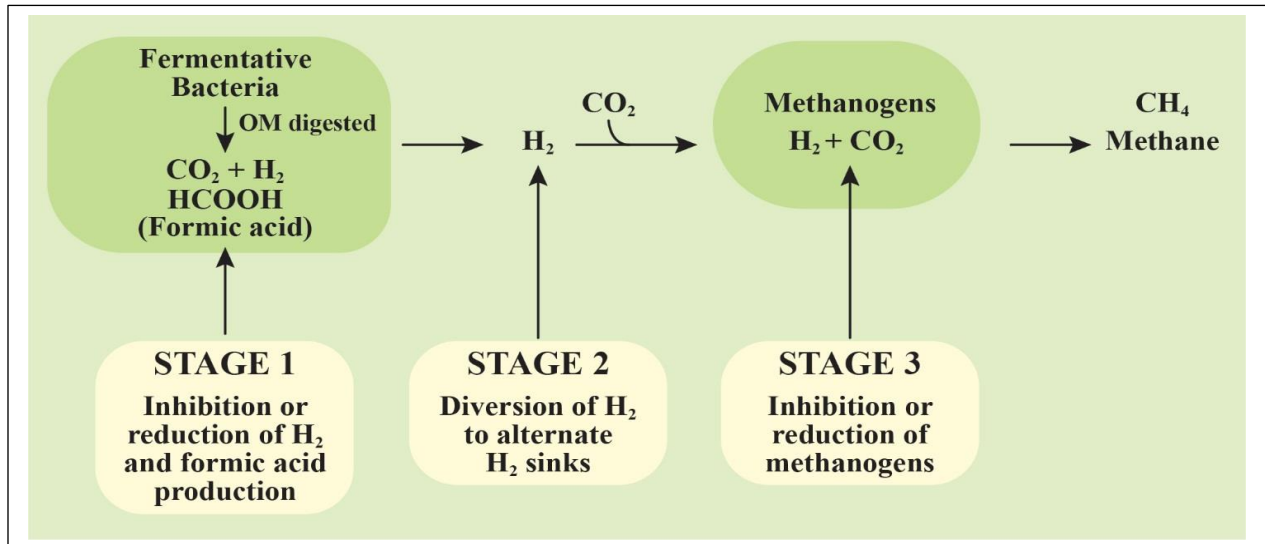 Fermentative
Bacteria
OM digested
CO₂ + H₂
HCOOH
(Formic acid)
H₂
CO₂
Methanogens
H₂ + CO₂
CH₄
Methane
STAGE 1
Inhibition or
reduction of H₂
and formic acid
production
STAGE 2
Diversion of H₂
to alternate
H₂ sinks
STAGE 3
Inhibition or
reduction of
methanogens